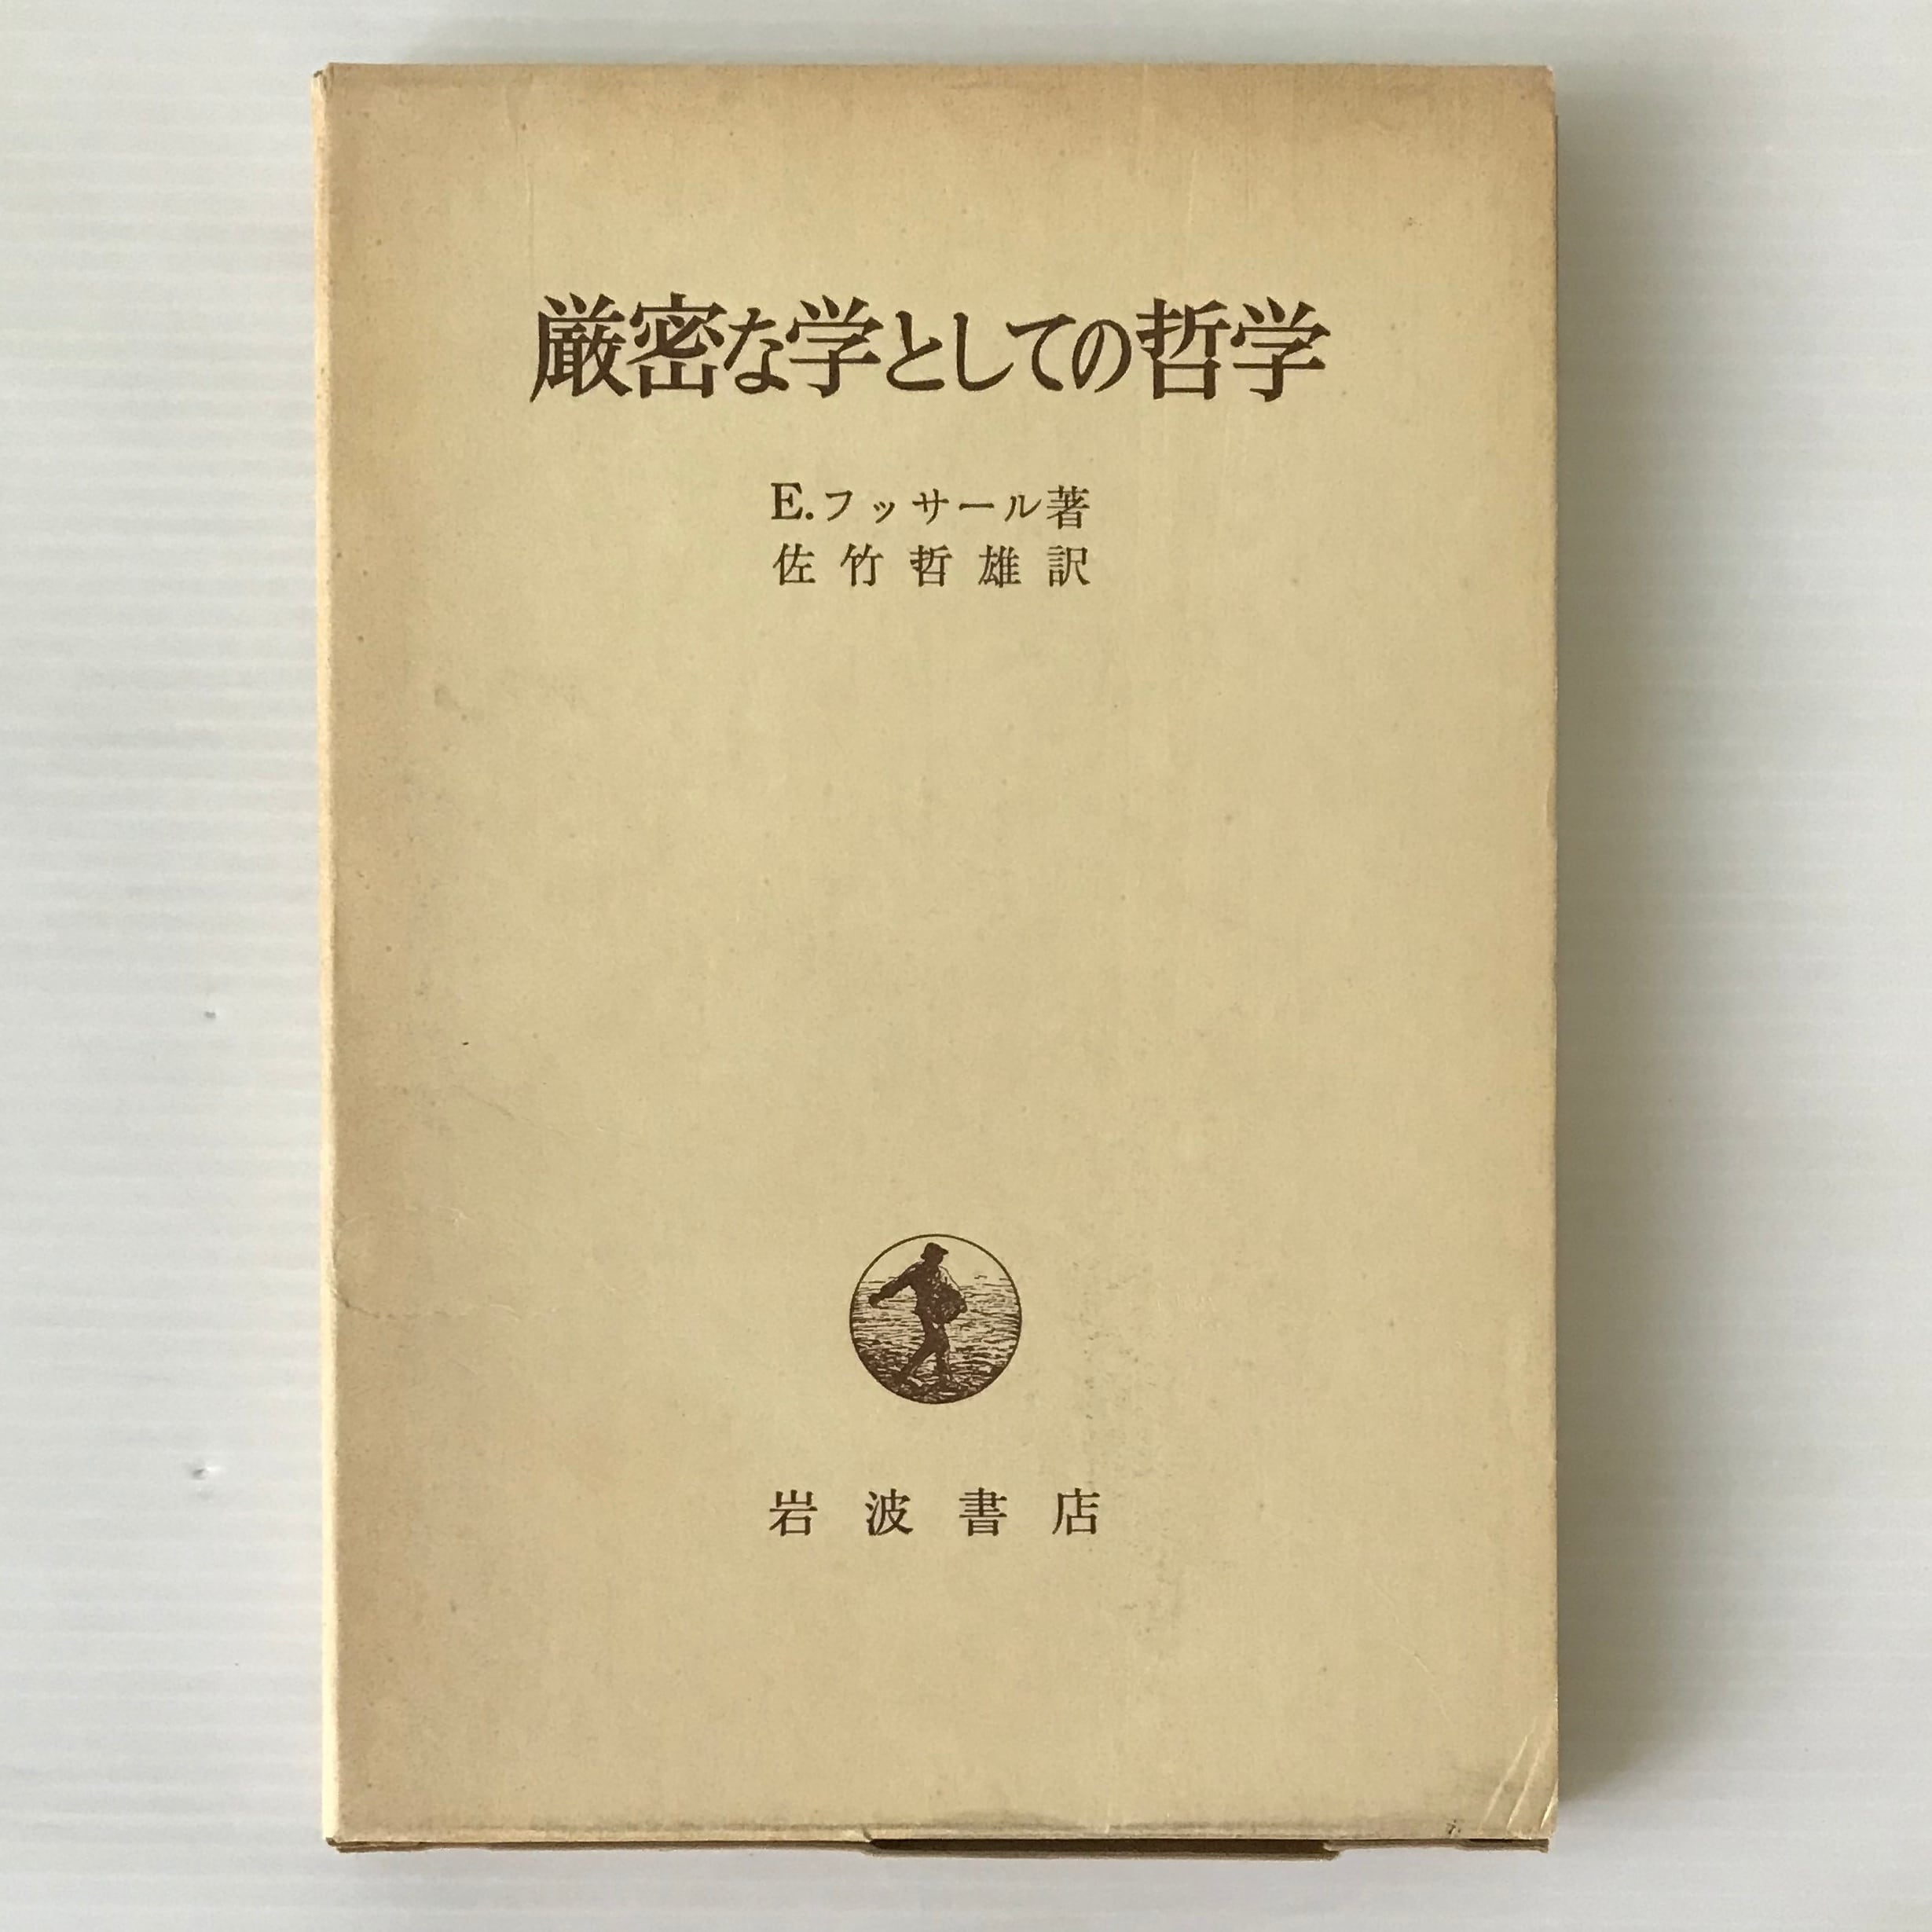 厳密な学としての哲学
E.フッサール著
佐竹哲雄訳
岩波書店